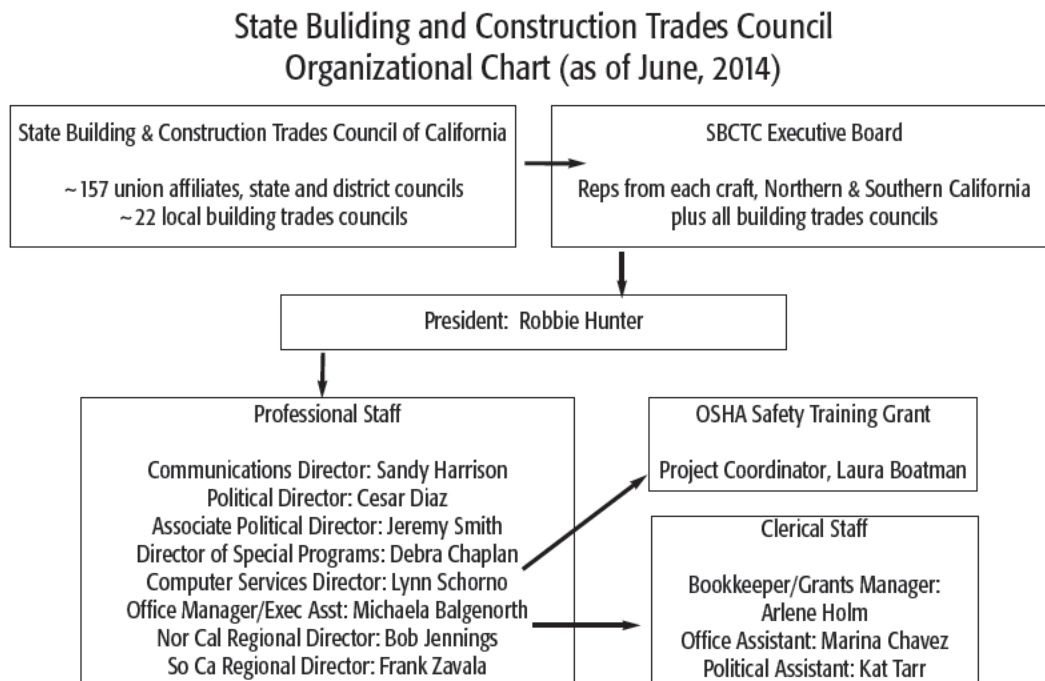 State Buliding and Construction Trades Council
Organizational Chart (as of June, 2014)
State Building & Construction Trades Council of California
~157 union affiliates, state and district councils
~22 local building trades councils
SBCTC Executive Board
Reps from each craft, Northern & Southern California
plus all building trades councils
President: Robbie Hunter
Professional Staff
Communications Director: Sandy Harrison
Political Director: Cesar Diaz
Associate Political Director: Jeremy Smith
Director of Special Programs: Debra Chaplan
Computer Services Director: Lynn Schorno
Office Manager/Exec Asst: Michaela Balgenorth
Nor Cal Regional Director: Bob Jennings
So Ca Regional Director: Frank Zavala
OSHA Safety Training Grant
Project Coordinator, Laura Boatman
Clerical Staff
Bookkeeper/Grants Manager:
Arlene Holm
Office Assistant: Marina Chavez
Political Assistant: Kat Tarr